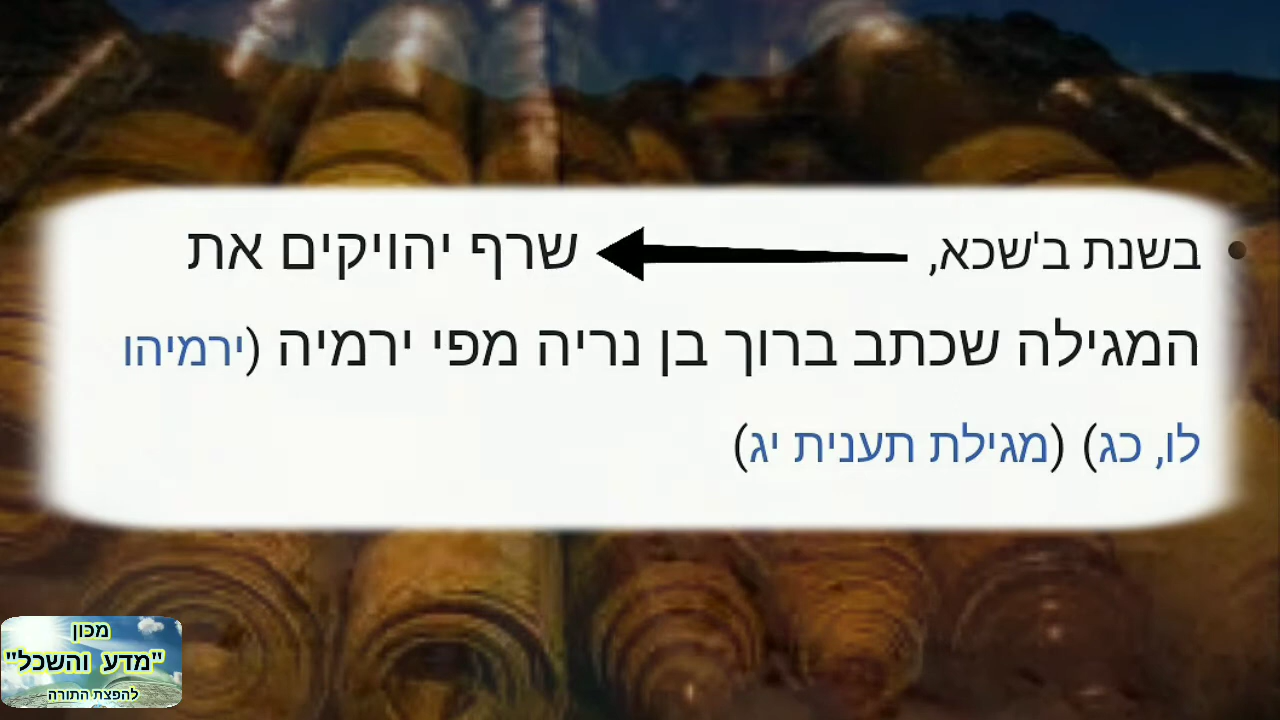 • בשנת ב'שכא, שרף יהויקים את
המגילה שכתב ברוך בן נריה מפי ירמיה (ירמיהו
לו, כג) (מגילת תענית יג)
מכון
"מדע והשכל"
להפצת התורה